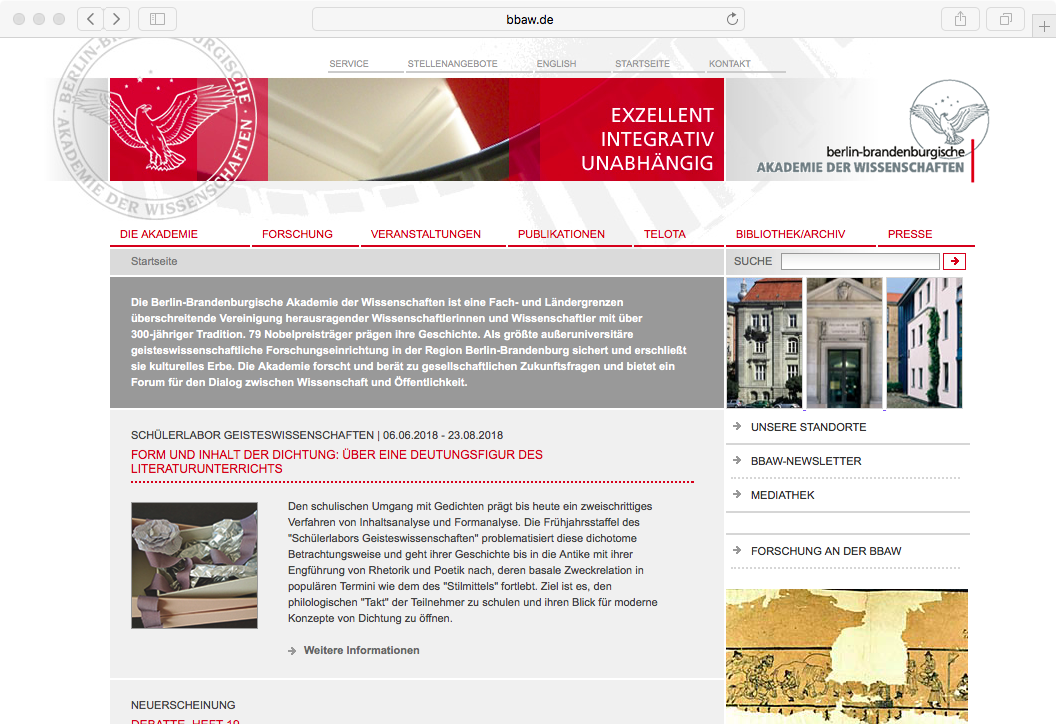 bbaw.de
SERVICE
STELLENANGEBOTE
ENGLISH
STARTSEITE
KONTAKT
BERLIN-BRANDENBURGISCHE
AKADEMIE DER WISSENSCHAFTEN
EXZELLENT
INTEGRATIV
UNABHÄNGIG
berlin-brandenburgische
AKADEMIE DER WISSENSCHAFTEN
DIE AKADEMIE
FORSCHUNG
VERANSTALTUNGEN
PUBLIKATIONEN
TELOTA
BIBLIOTHEK/ARCHIV
PRESSE
Startseite
SUCHE
Die Berlin-Brandenburgische Akademie der Wissenschaften ist eine Fach- und Ländergrenzen
überschreitende Vereinigung herausragender Wissenschaftlerinnen und Wissenschaftler mit über
300-jähriger Tradition. 79 Nobelpreisträger prägen ihre Geschichte. Als größte außeruniversitäre
geisteswissenschaftliche Forschungseinrichtung in der Region Berlin-Brandenburg sichert und erschließt
sie kulturelles Erbe. Die Akademie forscht und berät zu gesellschaftlichen Zukunftsfragen und bietet ein
Forum für den Dialog zwischen Wissenschaft und Öffentlichkeit.
SCHÜLERLABOR GEISTESWISSENSCHAFTEN | 06.06.2018 - 23.08.2018
FORM UND INHALT DER DICHTUNG: ÜBER EINE DEUTUNGSFIGUR DES
LITERATURUNTERRICHTS
Den schulischen Umgang mit Gedichten prägt bis heute ein zweischrittiges
Verfahren von Inhaltsanalyse und Formanalyse. Die Frühjahrsstaffel des
"Schülerlabors Geisteswissenschaften" problematisiert diese dichotome
Betrachtungsweise und geht ihrer Geschichte bis in die Antike mit ihrer
Engführung von Rhetorik und Poetik nach, deren basale Zweckrelation in
populären Termini wie dem des "Stilmittels" fortlebt. Ziel ist es, den
philologischen "Takt" der Teilnehmer zu schulen und ihren Blick für moderne
Konzepte von Dichtung zu öffnen.
Weitere Informationen
NEUERSCHEINUNG
DEBATTE, HEFT 19
UNSERE STANDORTE
BBAW-NEWSLETTER
MEDIATHEK
FORSCHUNG AN DER BBAW